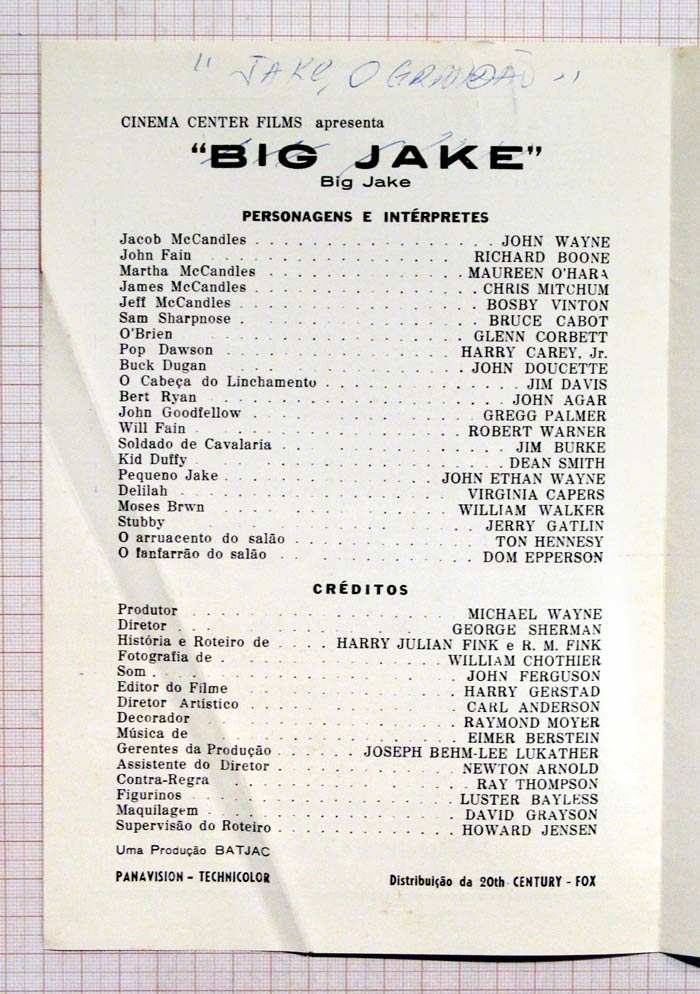 "JAKE, O GRANDÃO"
CINEMA CENTER FILMS apresenta
"BIG JAKE"
Big Jake
PERSONAGENS E INTÉRPRETES
Jacob McCandles . . . . . . . . . . . . . . . . . JOHN WAYNE
John Fain . . . . . . . . . . . . . . . . . RICHARD BOONE
Martha McCandles . . . . . . . . . . . . . . . MAUREEN O'HARA
James McCandles . . . . . . . . . . . . . . . . CHRIS MITCHUM
Jeff McCandles . . . . . . . . . . . . . . . . BOSBY VINTON
Sam Sharpnose . . . . . . . . . . . . . . . . BRUCE CABOT
O'Brien . . . . . . . . . . . . . . . . GLENN CORBETT
Pop Dawson . . . . . . . . . . . . . . . . HARRY CAREY, Jr.
Buck Dugan . . . . . . . . . . . . . . . . JOHN DOUCETTE
O Cabeça do Linchamento . . . . . . . . . . . . . JIM DAVIS
Bert Ryan . . . . . . . . . . . . . . . . JOHN AGAR
John Goodfellow . . . . . . . . . . . . . . . GREGG PALMER
Will Fain . . . . . . . . . . . . . . . . ROBERT WARNER
Soldado de Cavalaria . . . . . . . . . . . . . . JIM BURKE
Kid Duffy . . . . . . . . . . . . . . . . DEAN SMITH
Pequeno Jake . . . . . . . . . . . . . . JOHN ETHAN WAYNE
Delilah . . . . . . . . . . . . . . . . VIRGINIA CAPERS
Moses Brwn . . . . . . . . . . . . . . . WILLIAM WALKER
Stubby . . . . . . . . . . . . . . . . JERRY GATLIN
O arruacento do salão . . . . . . . . . . . . . TON HENNESY
O fanfarrão do salão . . . . . . . . . . . . . DOM EPPERSON
CRÉDITOS
Produtor . . . . . . . . . . . . . . . . MICHAEL WAYNE
Diretor . . . . . . . . . . . . . . . . GEORGE SHERMAN
História e Roteiro de . . . . HARRY JULIAN FINK e R. M. FINK
Fotografia de . . . . . . . . . . . . . . WILLIAM CHOTHIER
Som . . . . . . . . . . . . . . . . . . JOHN FERGUSON
Editor do Filme . . . . . . . . . . . . . . HARRY GERSTAD
Diretor Artístico . . . . . . . . . . . . . . CARL ANDERSON
Decorador . . . . . . . . . . . . . . . RAYMOND MOYER
Música de . . . . . . . . . . . . . . . EIMER BERSTEIN
Gerentes da Produção . . . . . . JOSEPH BEHM-LEE LUKATHER
Assistente do Diretor . . . . . . . . . . . . NEWTON ARNOLD
Contra-Regra . . . . . . . . . . . . . . RAY THOMPSON
Figurinos . . . . . . . . . . . . . . . LUSTER BAYLESS
Maquilagem . . . . . . . . . . . . . . . DAVID GRAYSON
Supervisão do Roteiro . . . . . . . . . . . . HOWARD JENSEN
Uma Produção BATJAC
PANAVISION - TECHNICOLOR Distribuição da 20th CENTURY - FOX